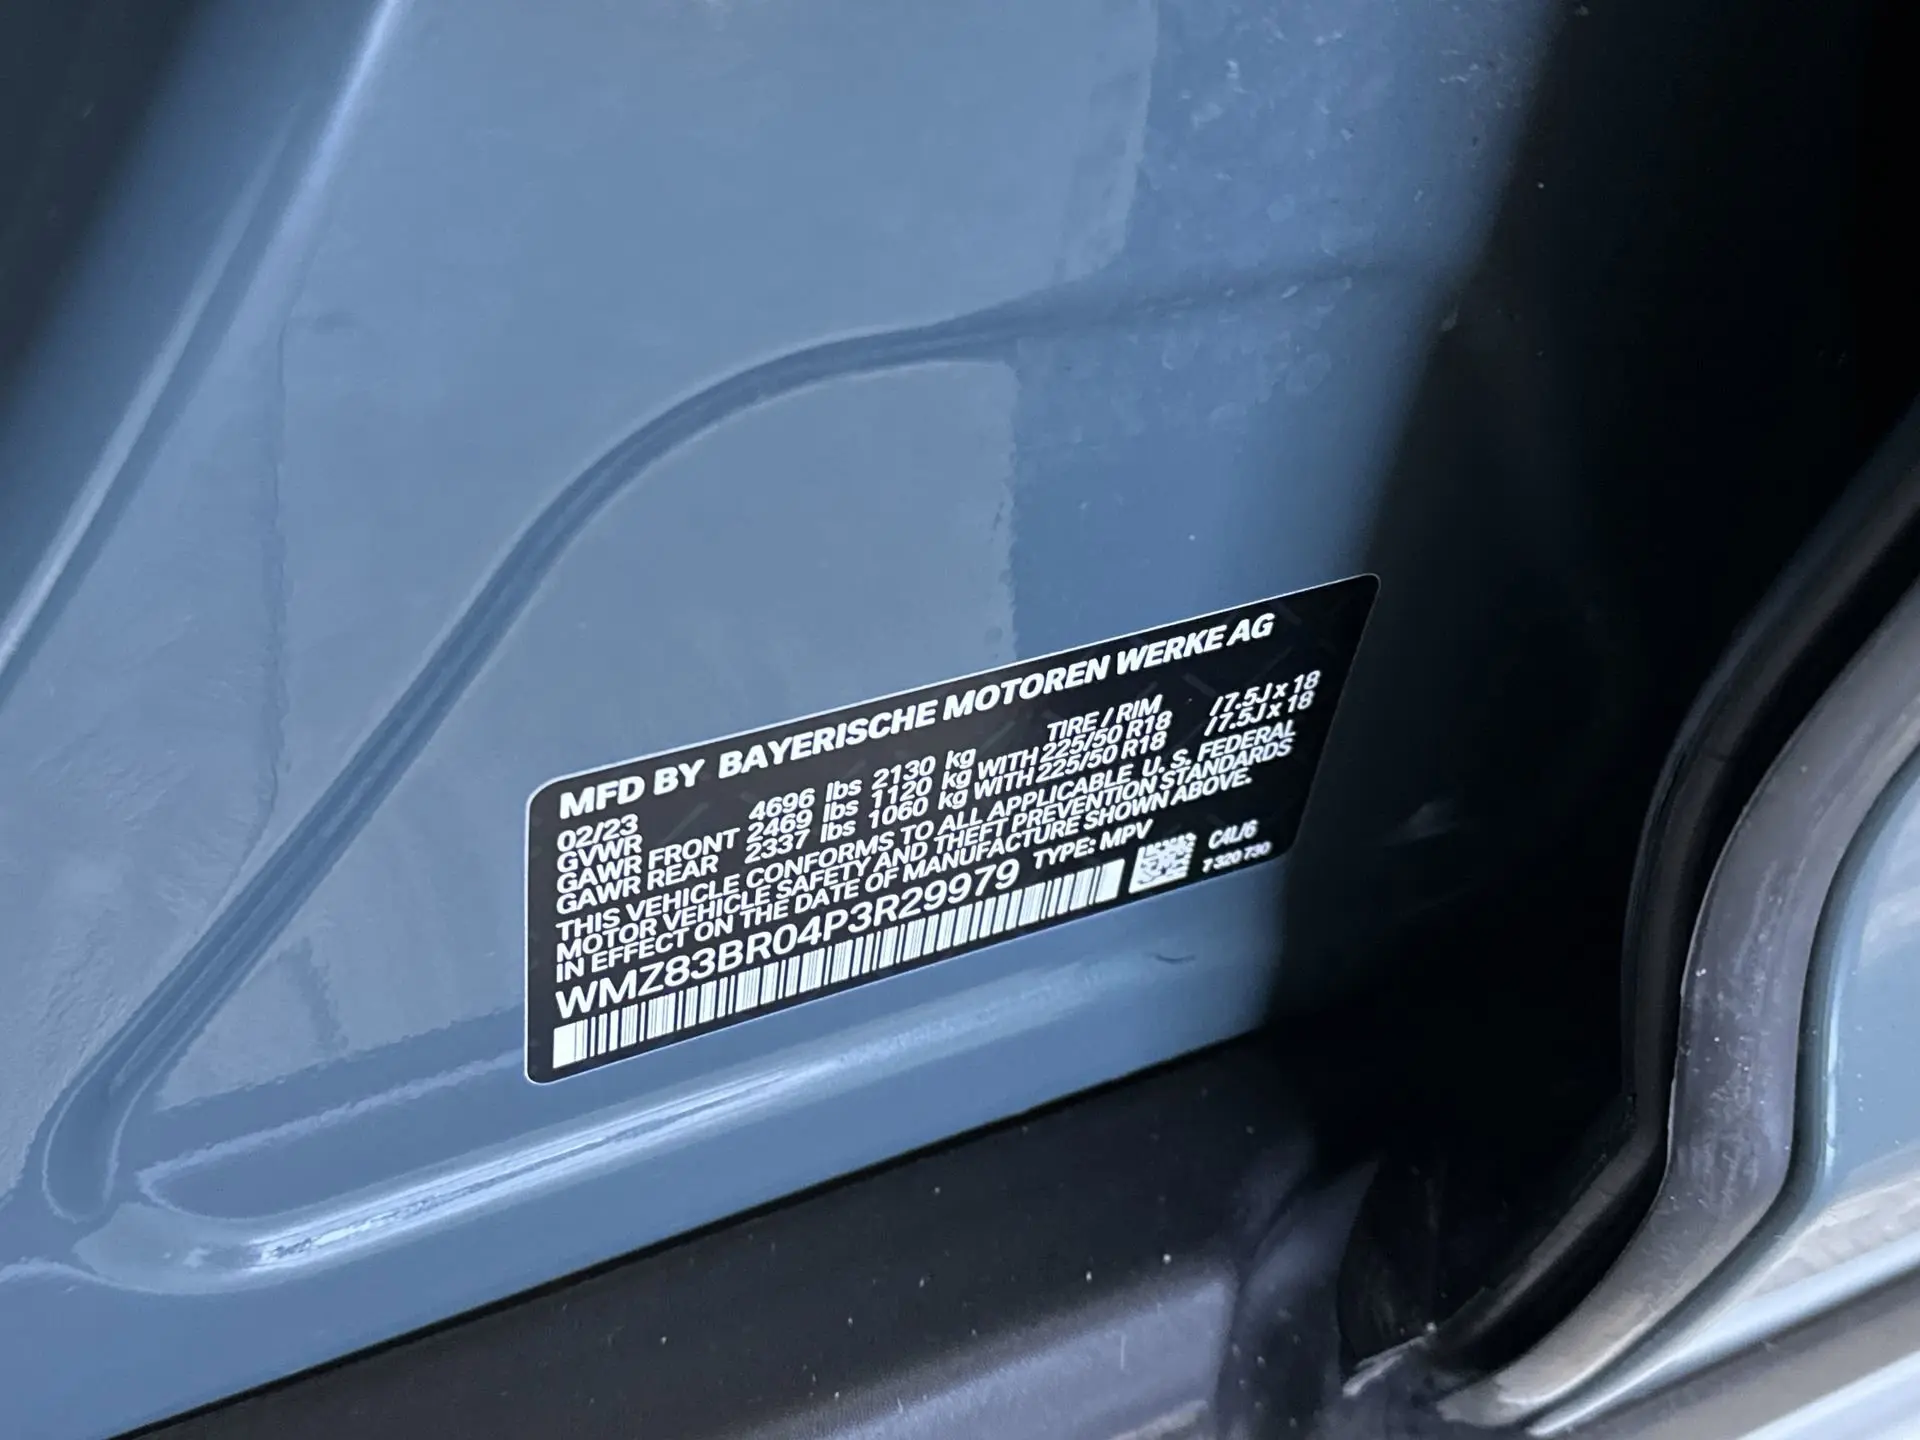 MFD BY BAYERISCHE MOTOREN WERKE AG
02/23 TIRE / RIM
GVWR 4696 lbs 2130 kg
GAWR FRONT 2469 lbs 1120 kg WITH 225/50 R18 /7.5J x 18
GAWR REAR 2337 lbs 1060 kg WITH 225/50 R18 /7.5J x 18
THIS VEHICLE CONFORMS TO ALL APPLICABLE U. S. FEDERAL
MOTOR VEHICLE SAFETY AND THEFT PREVENTION STANDARDS
IN EFFECT ON THE DATE OF MANUFACTURE SHOWN ABOVE.
WMZ83BR04P3R29979 TYPE: MPV
C4L/6
7 320 730